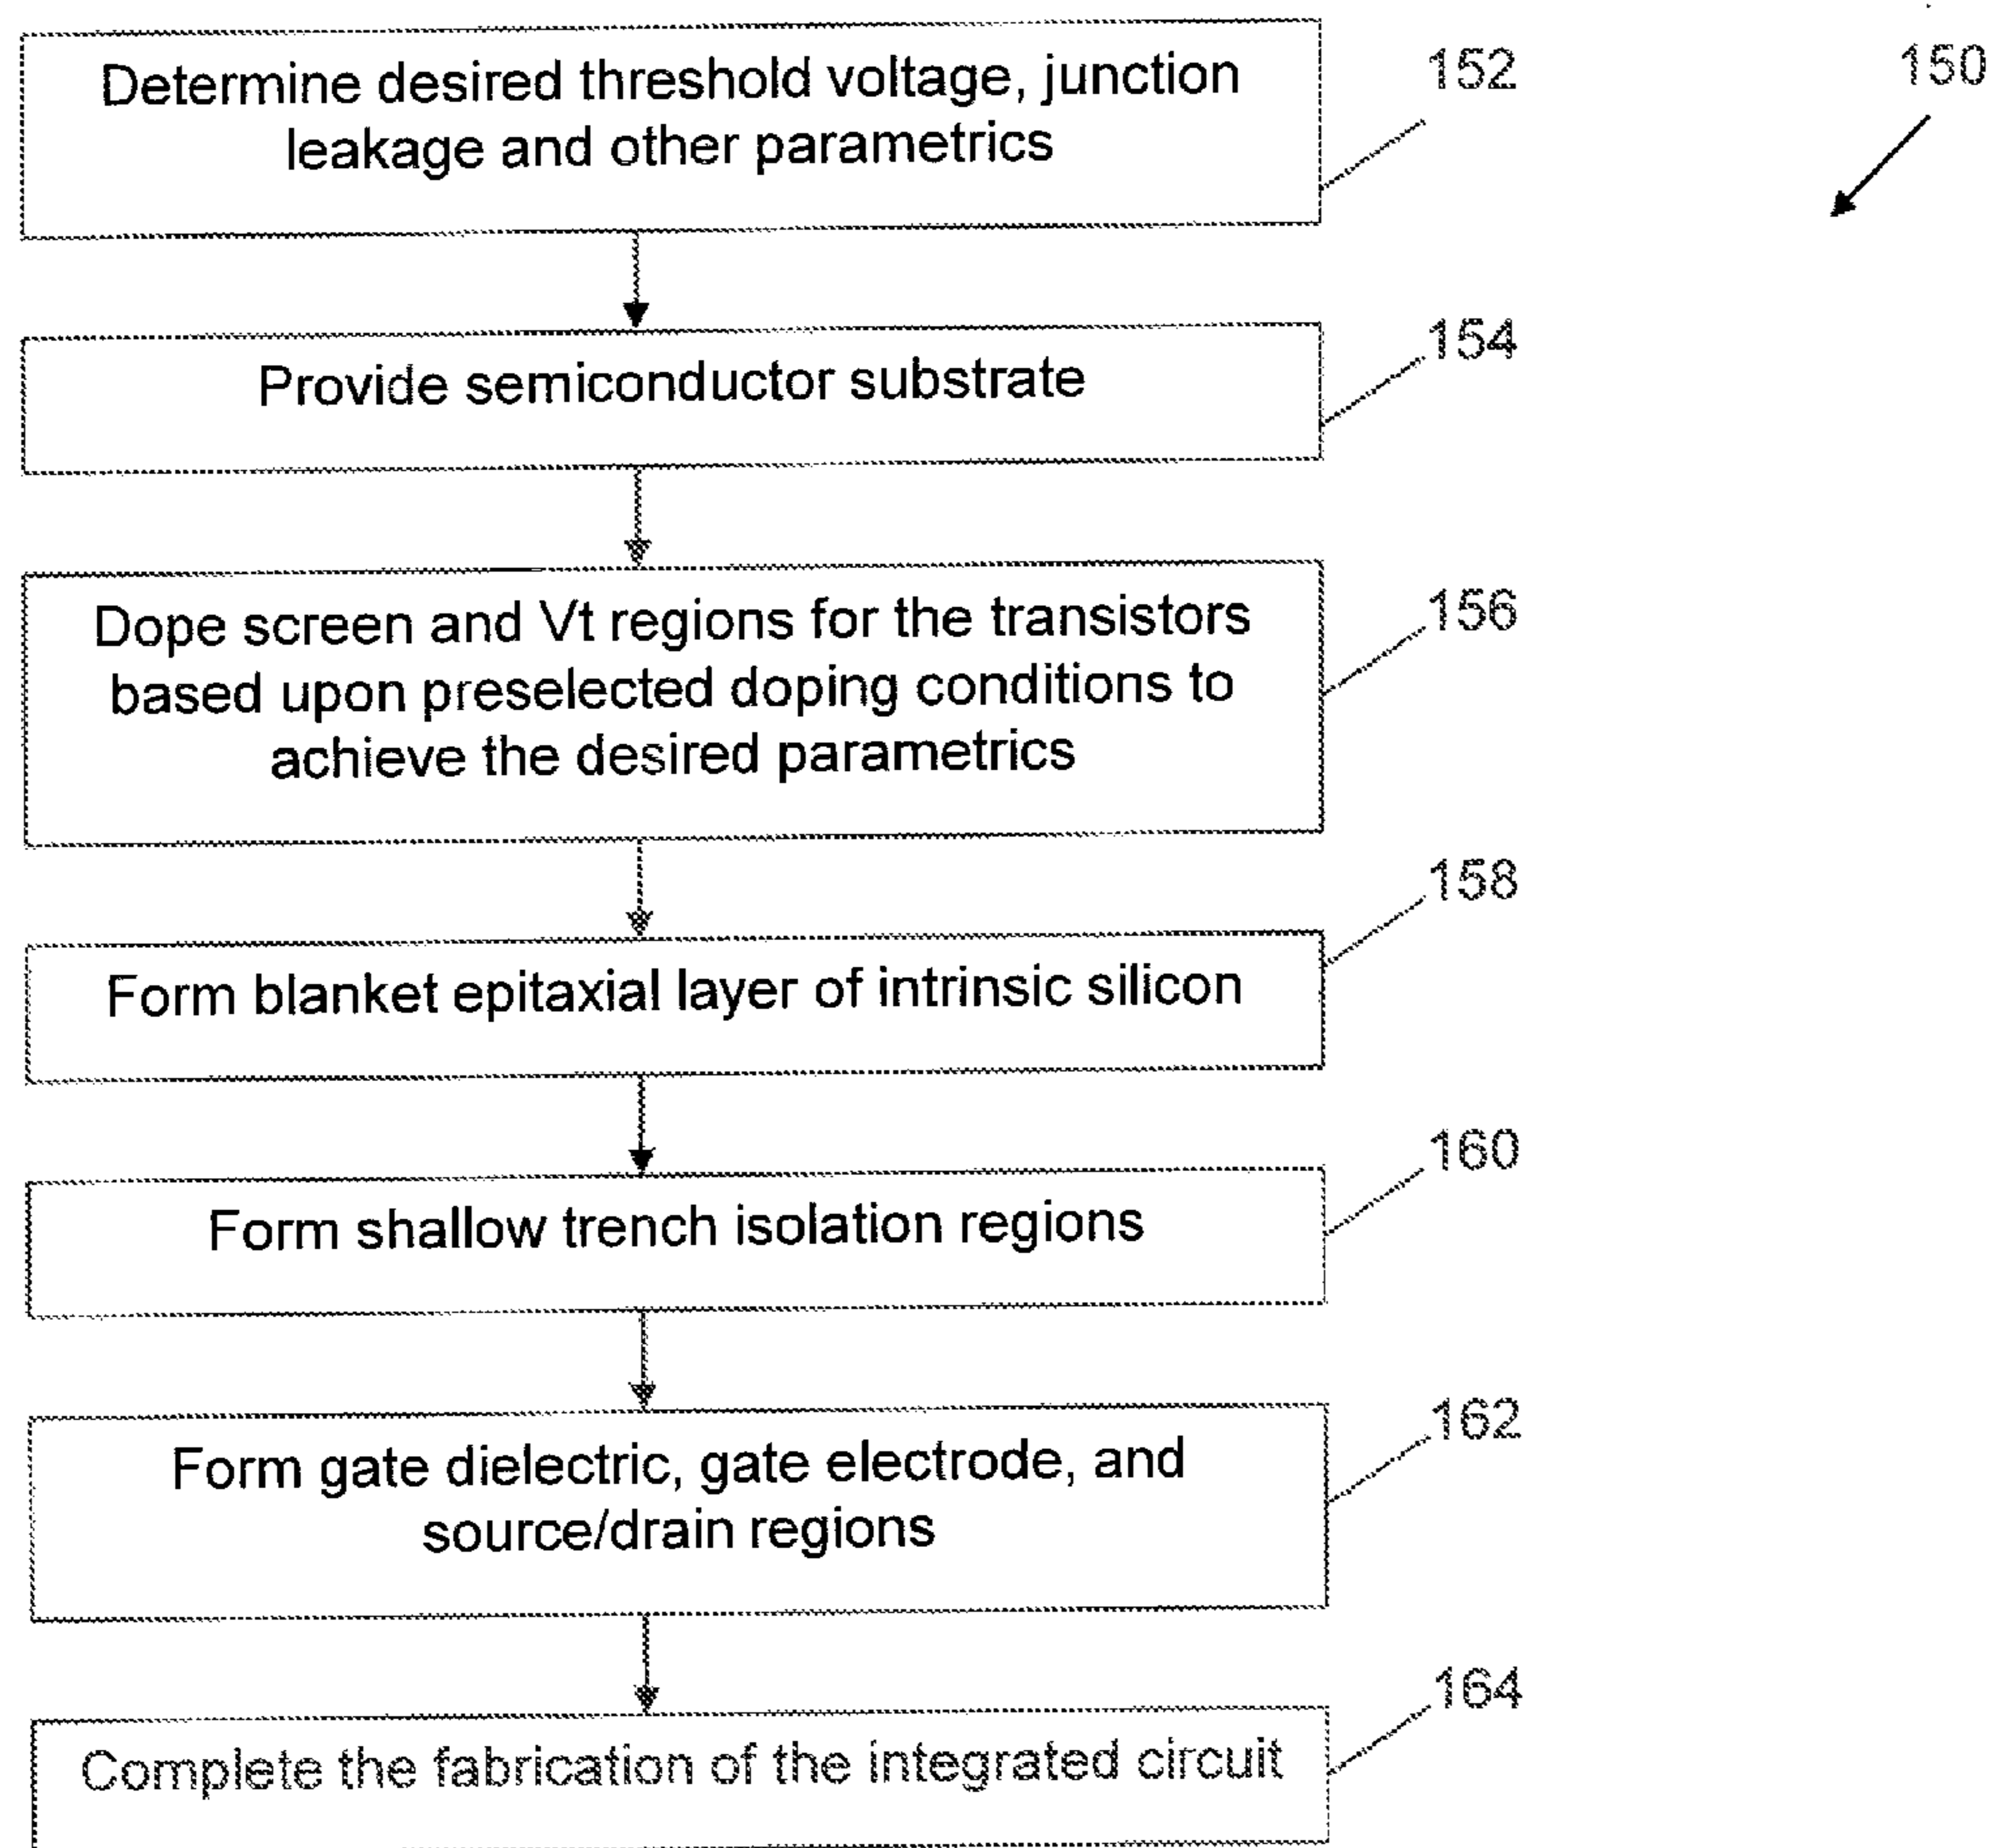 150
Determine desired threshold voltage, junction
leakage and other parametrics
152
Provide semiconductor substrate
154
Dope screen and Vt regions for the transistors
based upon preselected doping conditions to
achieve the desired parametrics
156
Form blanket epitaxial layer of intrinsic silicon
158
Form shallow trench isolation regions
160
Form gate dielectric, gate electrode, and
source/drain regions
162
Complete the fabrication of the integrated circuit
164